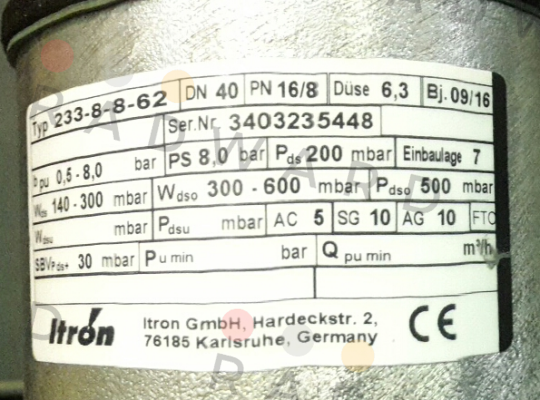 Typ 233-8-8-62 DN 40 PN 16/8 Düse 6,3 Bj. 09/16
Ser.Nr. 3403235448
b pu 0,5-8,0 bar PS 8,0 bar Pds 200 mbar Einbaulage 7
Wds 140-300 mbar Wdso 300-600 mbar Pdso 500 mbar
Wdsu mbar Pdsu mbar AC 5 SG 10 AG 10 FTC
SBVPds+ 30 mbar Pu min bar Q pu min m³/h
Itrón Itron GmbH, Hardeckstr. 2,
76185 Karlsruhe, Germany CE
RADWARD